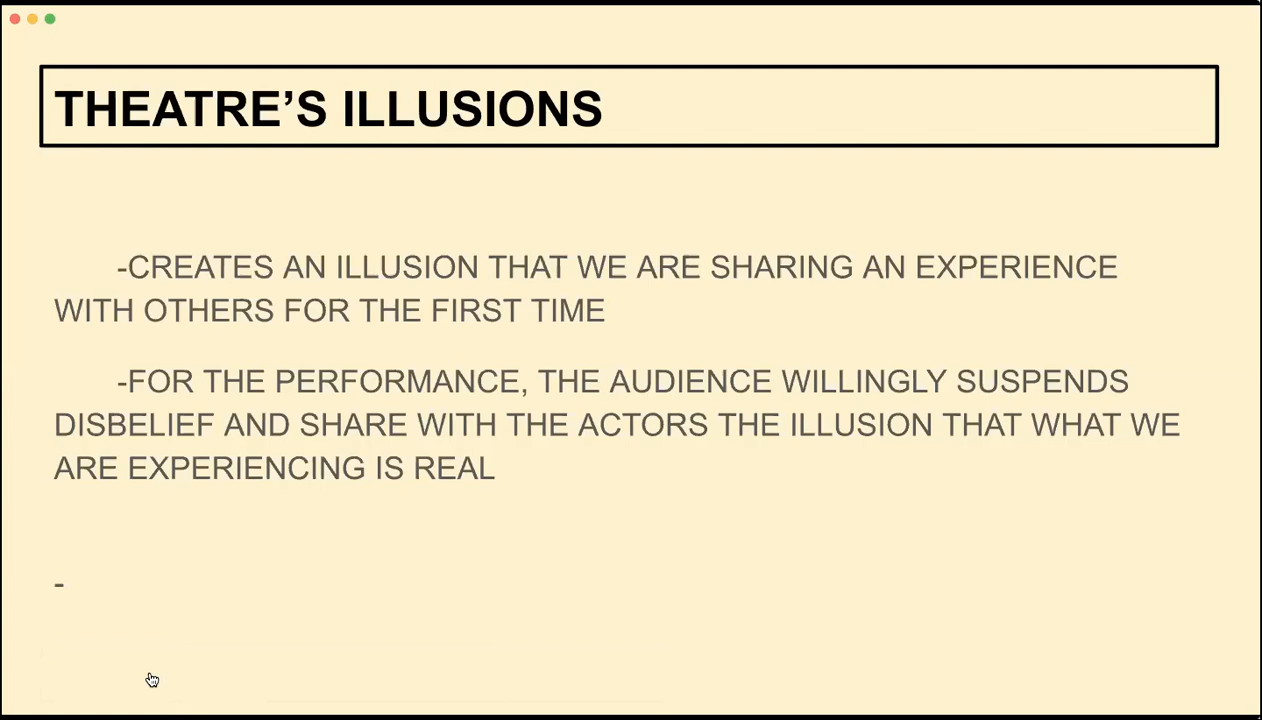 THEATRE’S ILLUSIONS
-CREATES AN ILLUSION THAT WE ARE SHARING AN EXPERIENCE
WITH OTHERS FOR THE FIRST TIME
-FOR THE PERFORMANCE, THE AUDIENCE WILLINGLY SUSPENDS
DISBELIEF AND SHARE WITH THE ACTORS THE ILLUSION THAT WHAT WE
ARE EXPERIENCING IS REAL
-